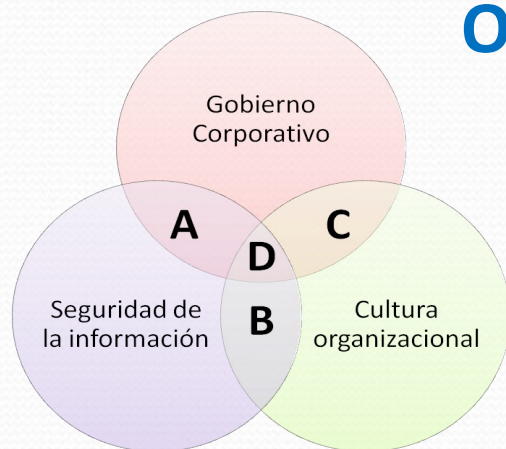 O
Gobierno
Corporativo
A
C
D
Seguridad de
la información
B
Cultura
organizacional